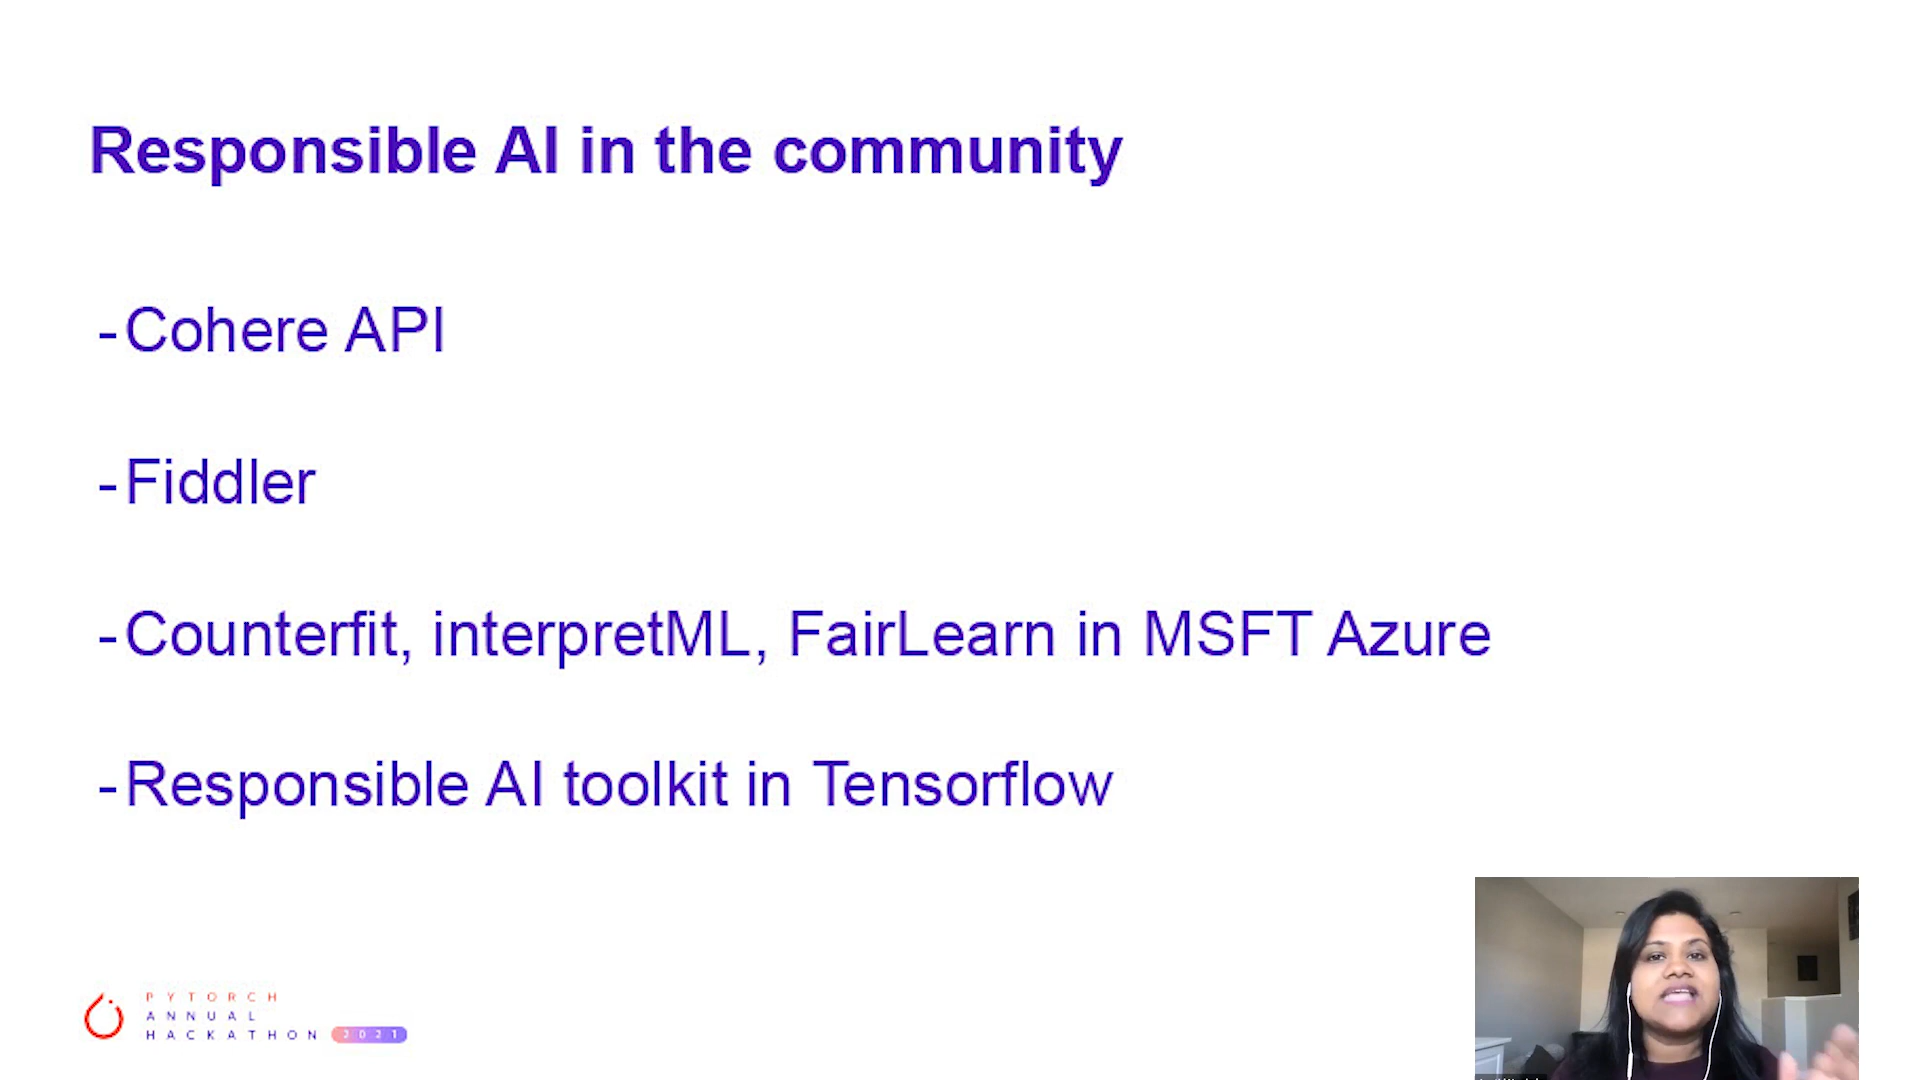 Responsible AI in the community
-Cohere API
-Fiddler
-Counterfit, interpretML, FairLearn in MSFT Azure
-Responsible AI toolkit in Tensorflow
PYTORCH
ANNUAL
HACKATHON 2021